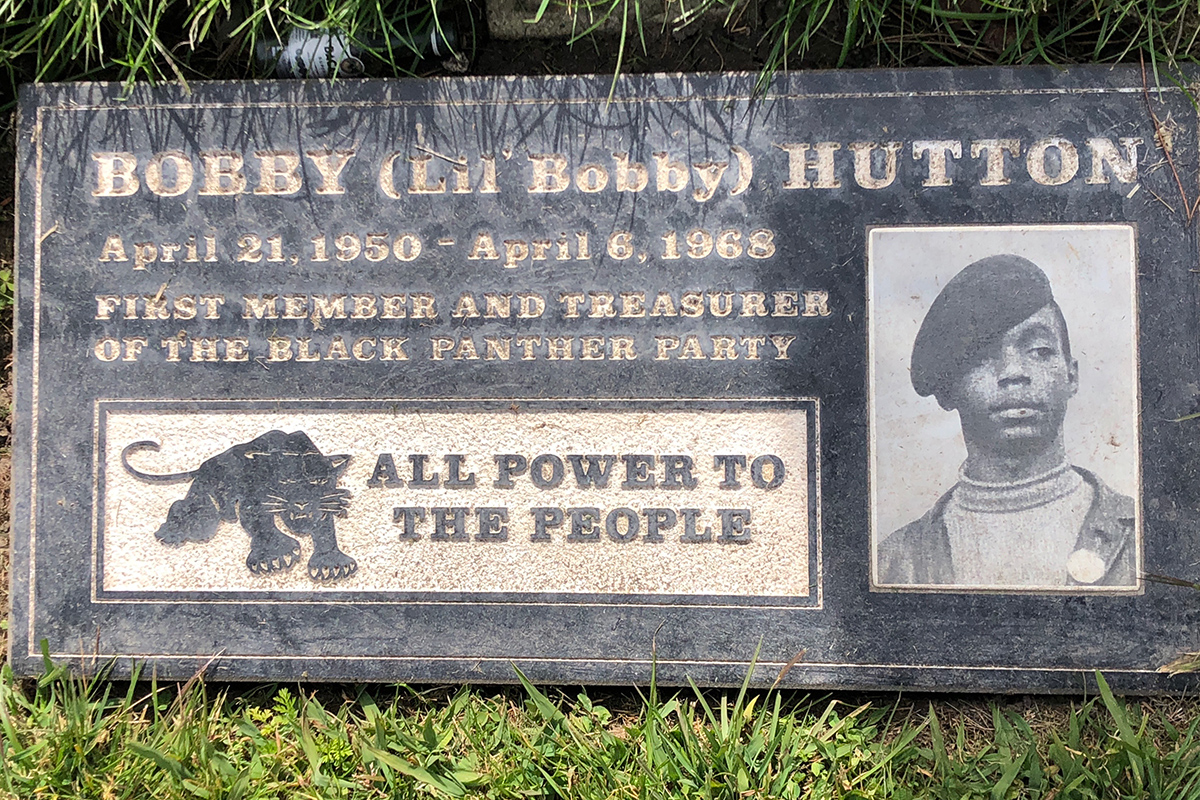 BOBBY (Lil' Bobby) HUTTON
April 21, 1950 - April 6, 1968
FIRST MEMBER AND TREASURER
OF THE BLACK PANTHER PARTY
ALL POWER TO
THE PEOPLE